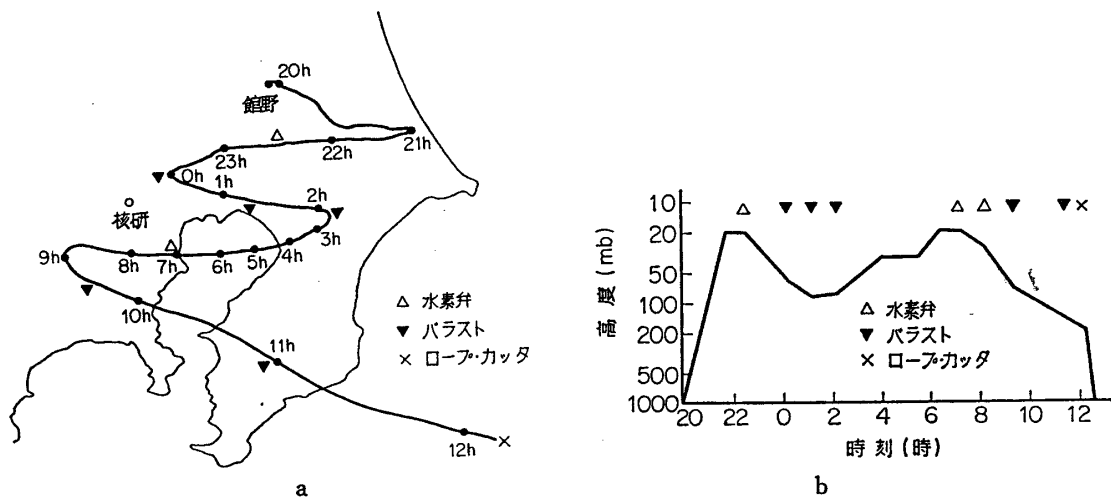 20h
館野
21h
22h
23h
0h
1h
2h
3h
核研
4h
5h
6h
7h
8h
9h
10h
11h
12h
△ 水素弁
▼ バラスト
× ロープ・カッタ
a
高度 (mb)
10
20
50
100
200
500
1000
△ 水素弁
▼ バラスト
× ロープ・カッタ
20 22 0 2 4 6 8 10 12
時刻(時)
b